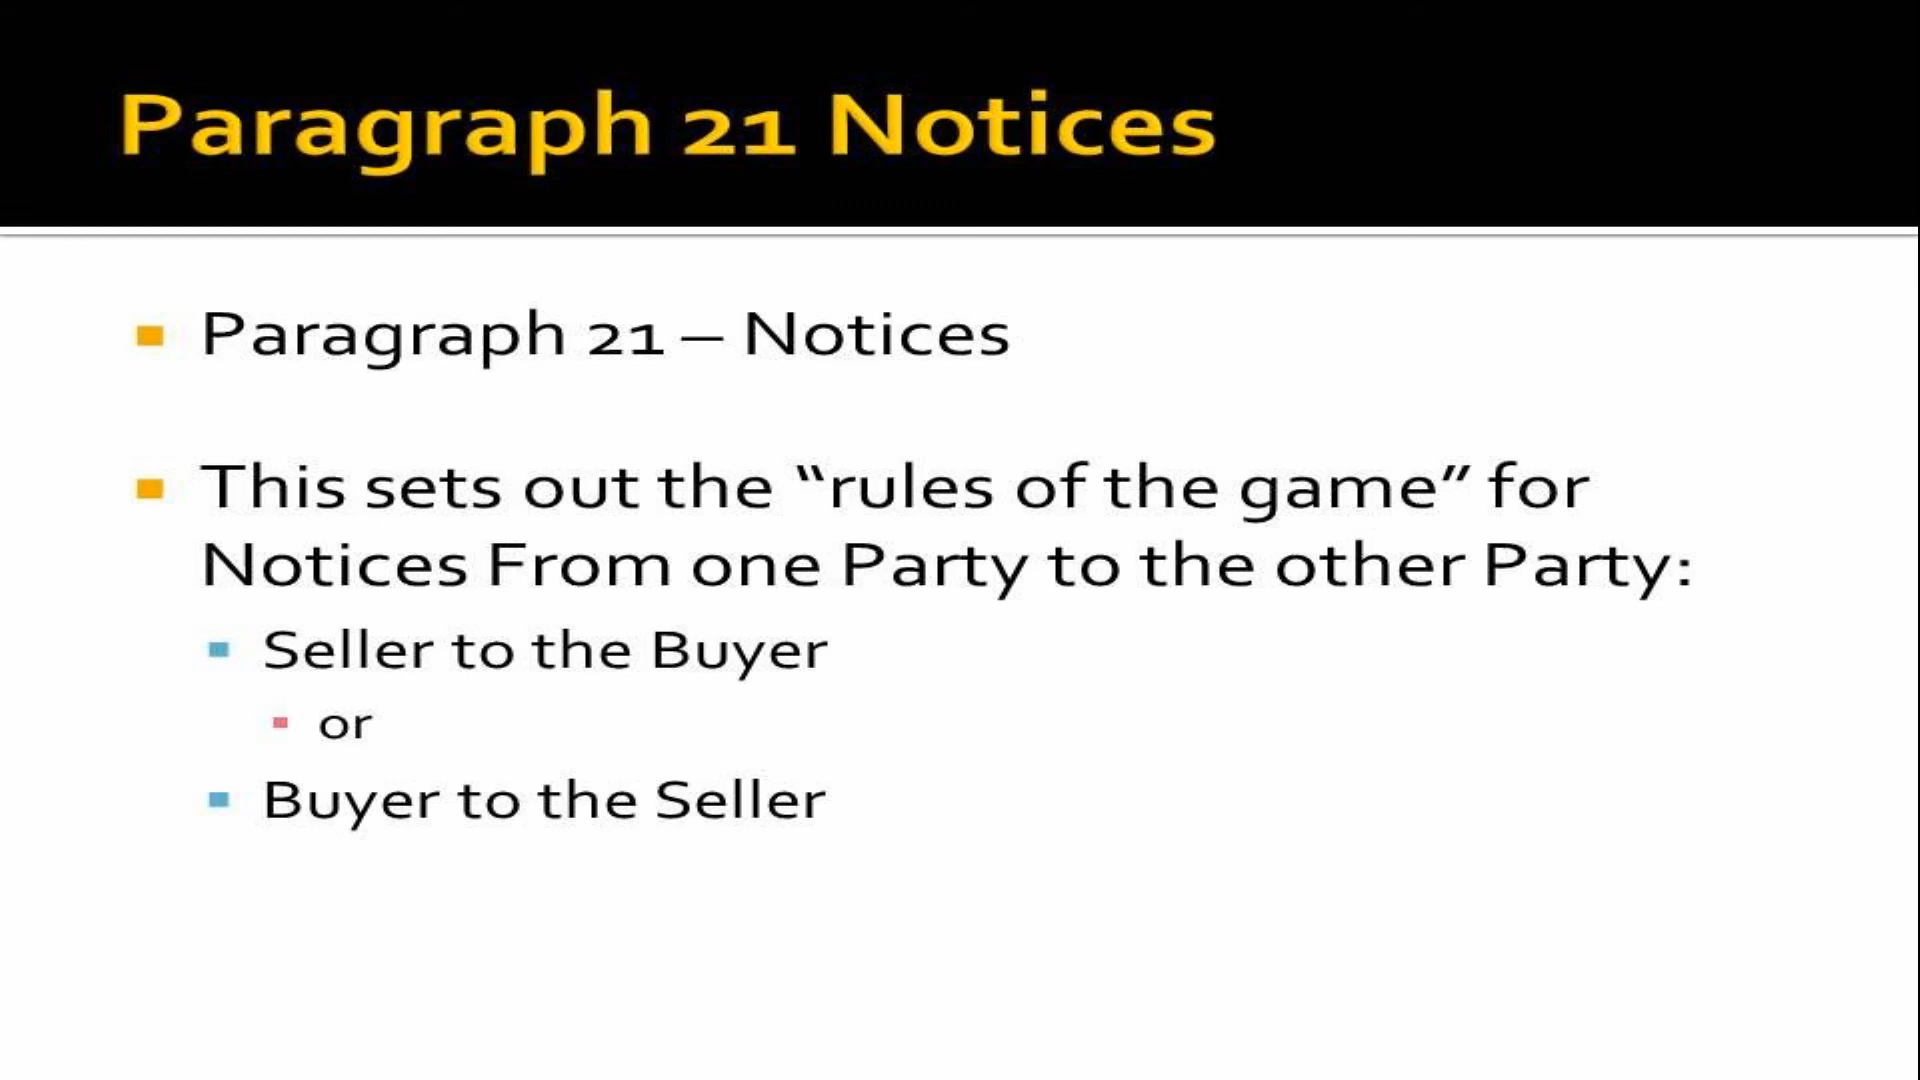 Paragraph 21 Notices
Paragraph 21 – Notices
This sets out the “rules of the game” for
Notices From one Party to the other Party:
Seller to the Buyer
or
Buyer to the Seller